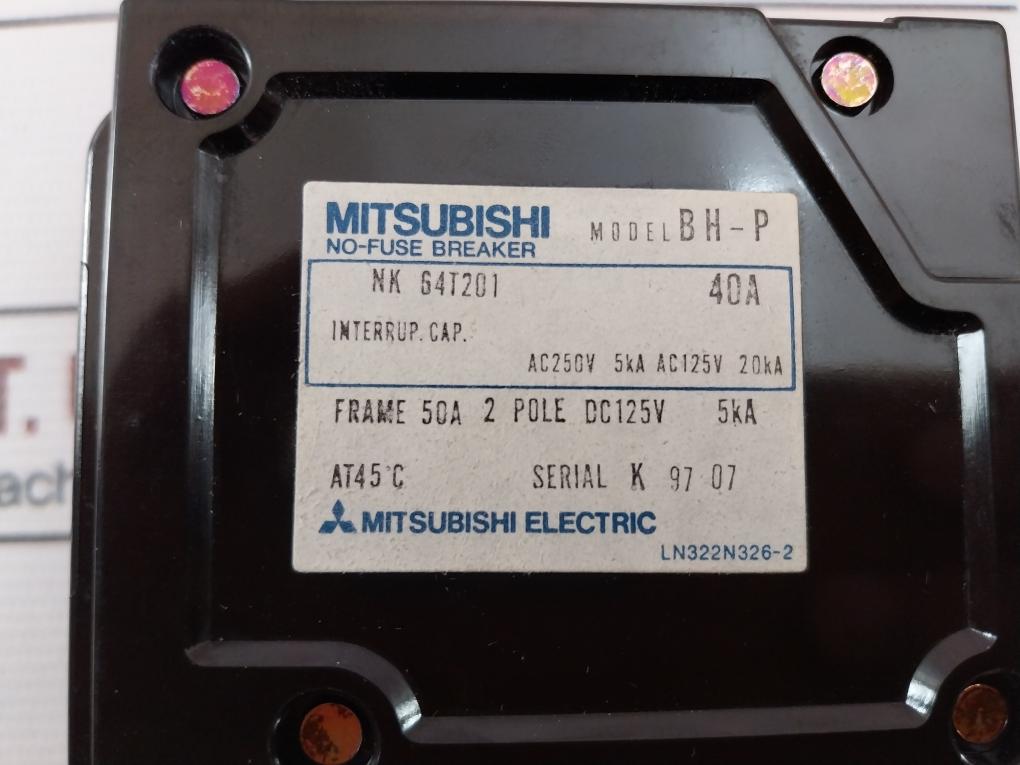 MITSUBISHI MODEL BH-P
NO-FUSE BREAKER
NK 64T201 40A
INTERRUP. CAP.
AC250V 5kA AC125V 20kA
FRAME 50A 2 POLE DC125V 5kA
AT45°C SERIAL K 97 07
MITSUBISHI ELECTRIC
LN322N326-2